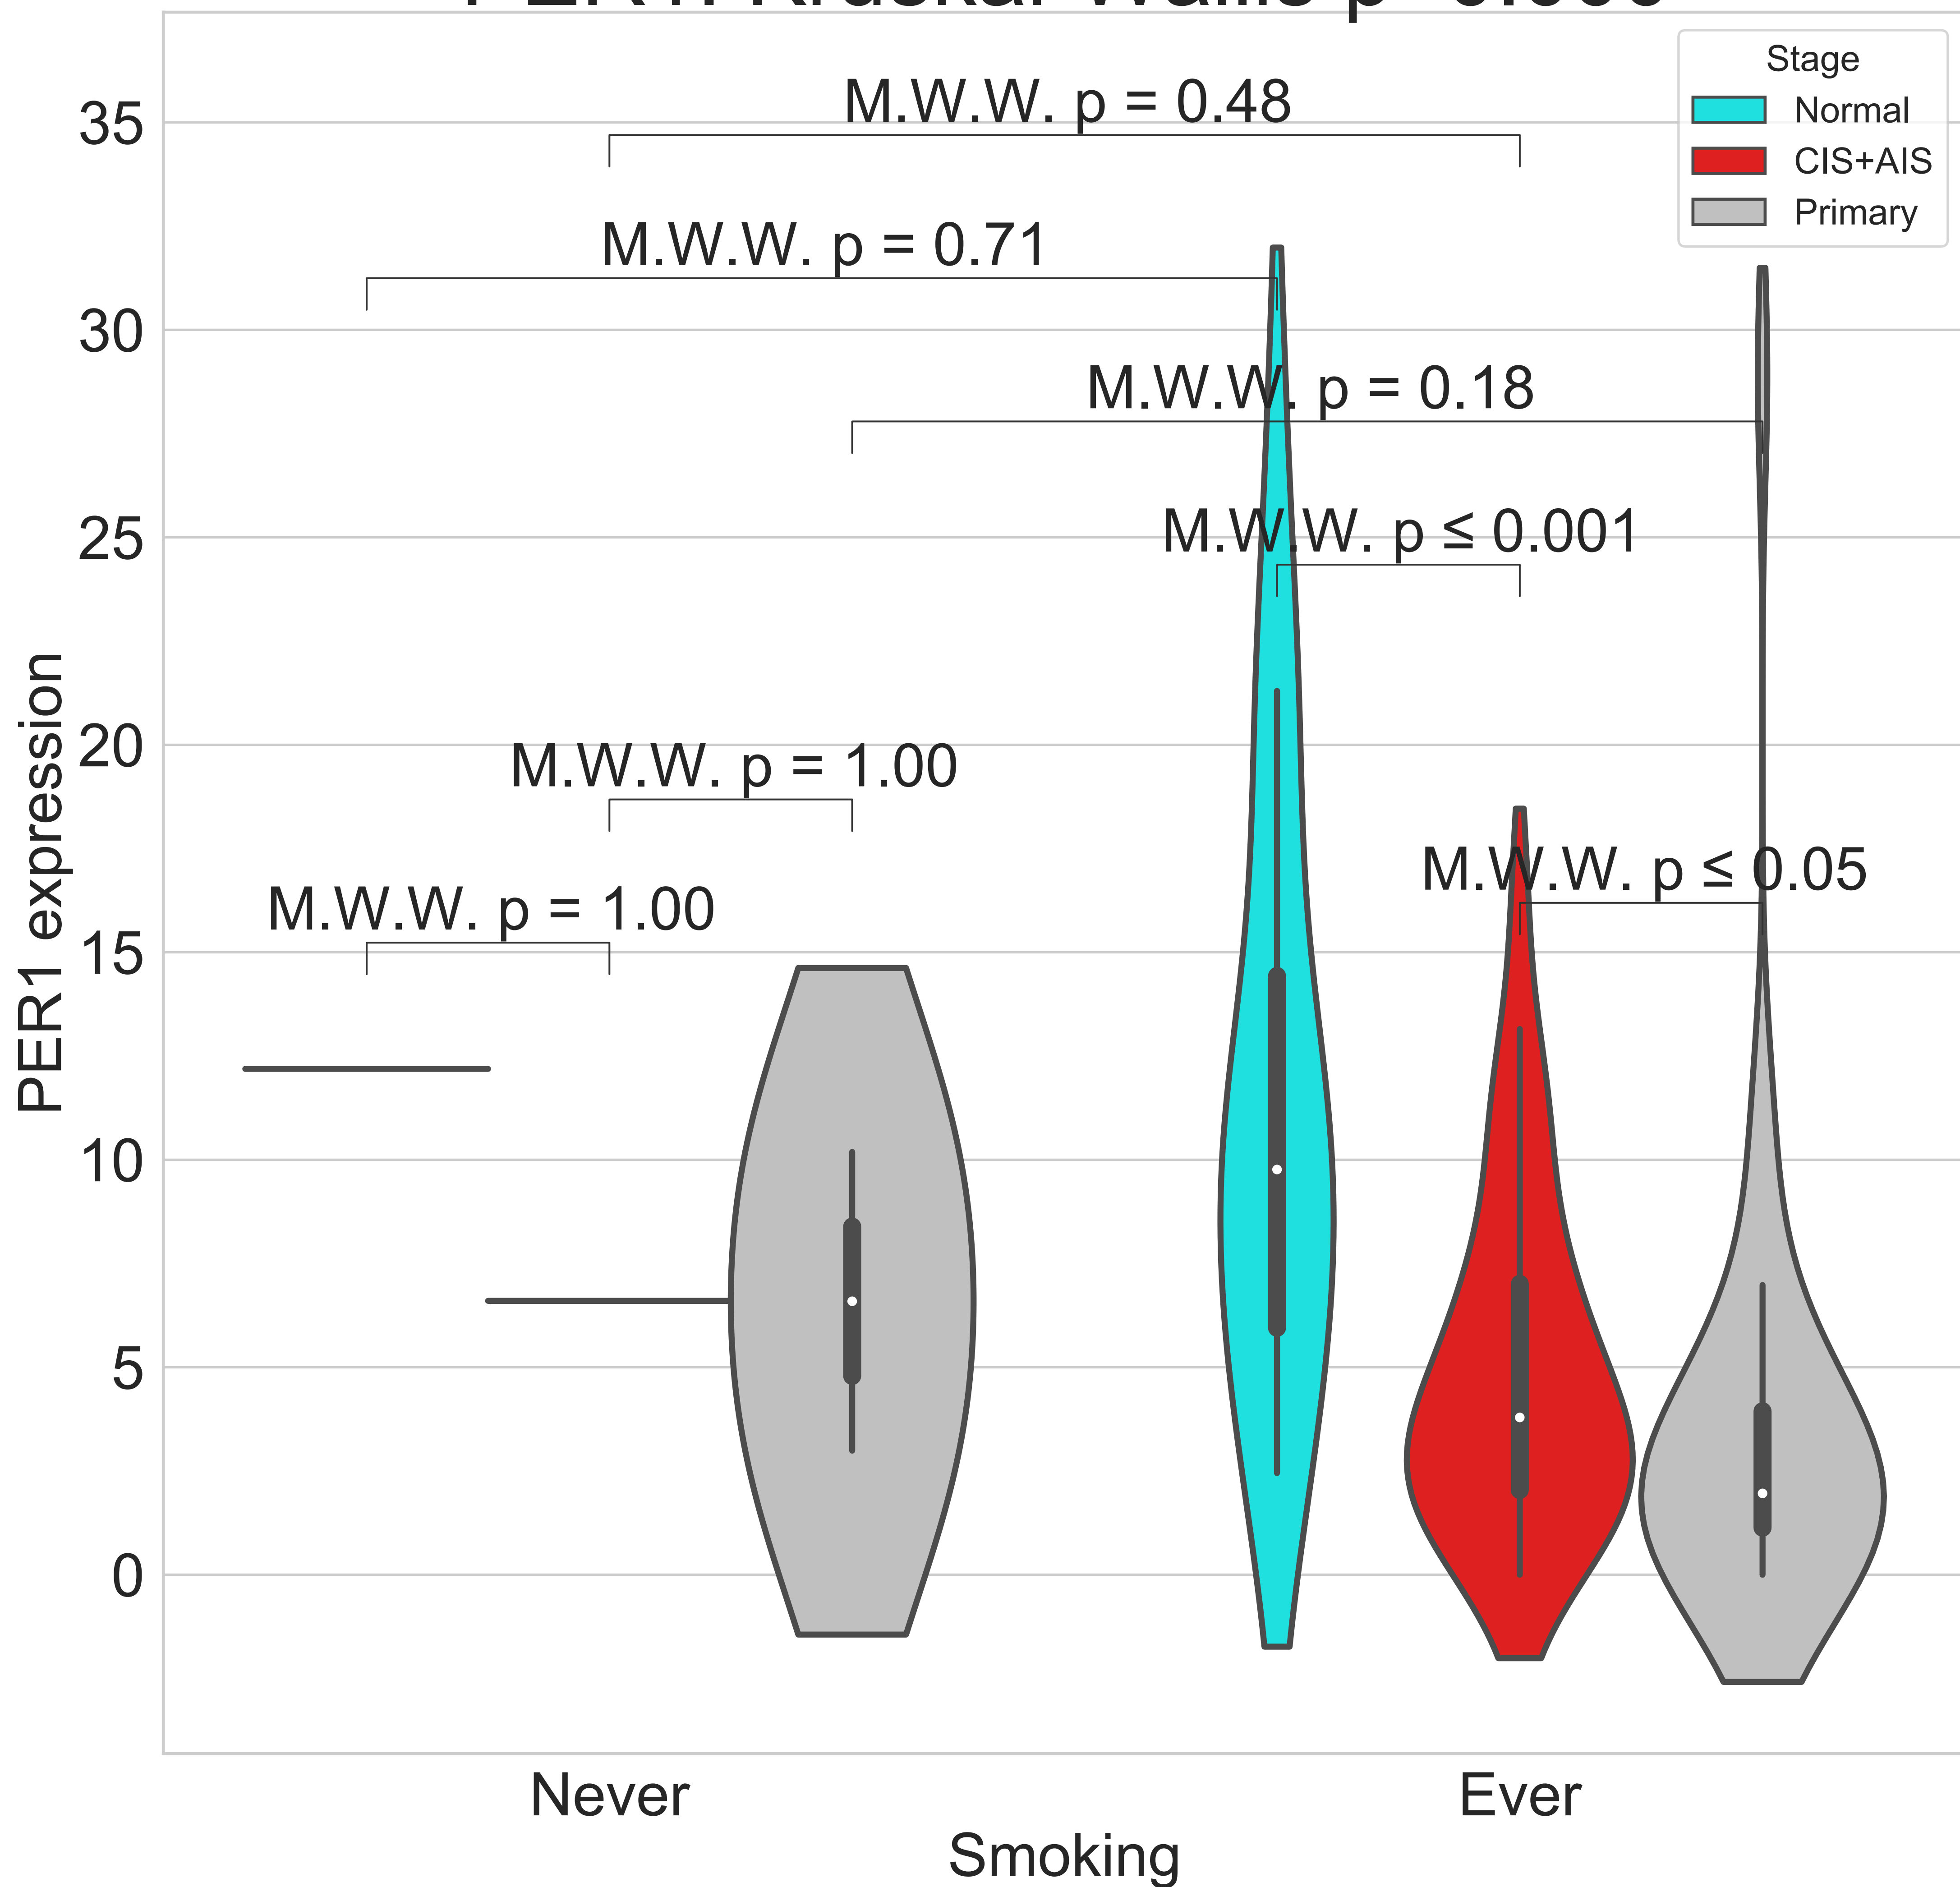 Stage
Normal
CIS+AIS
Primary
M.W.W. p = 0.48
M.W.W. p = 0.71
M.W.W. p = 0.18
M.W.W. p ≤ 0.001
M.W.W. p = 1.00
M.W.W. p ≤ 0.05
M.W.W. p = 1.00
35
30
25
20
15
10
5
0
PER1 expression
Never
Ever
Smoking